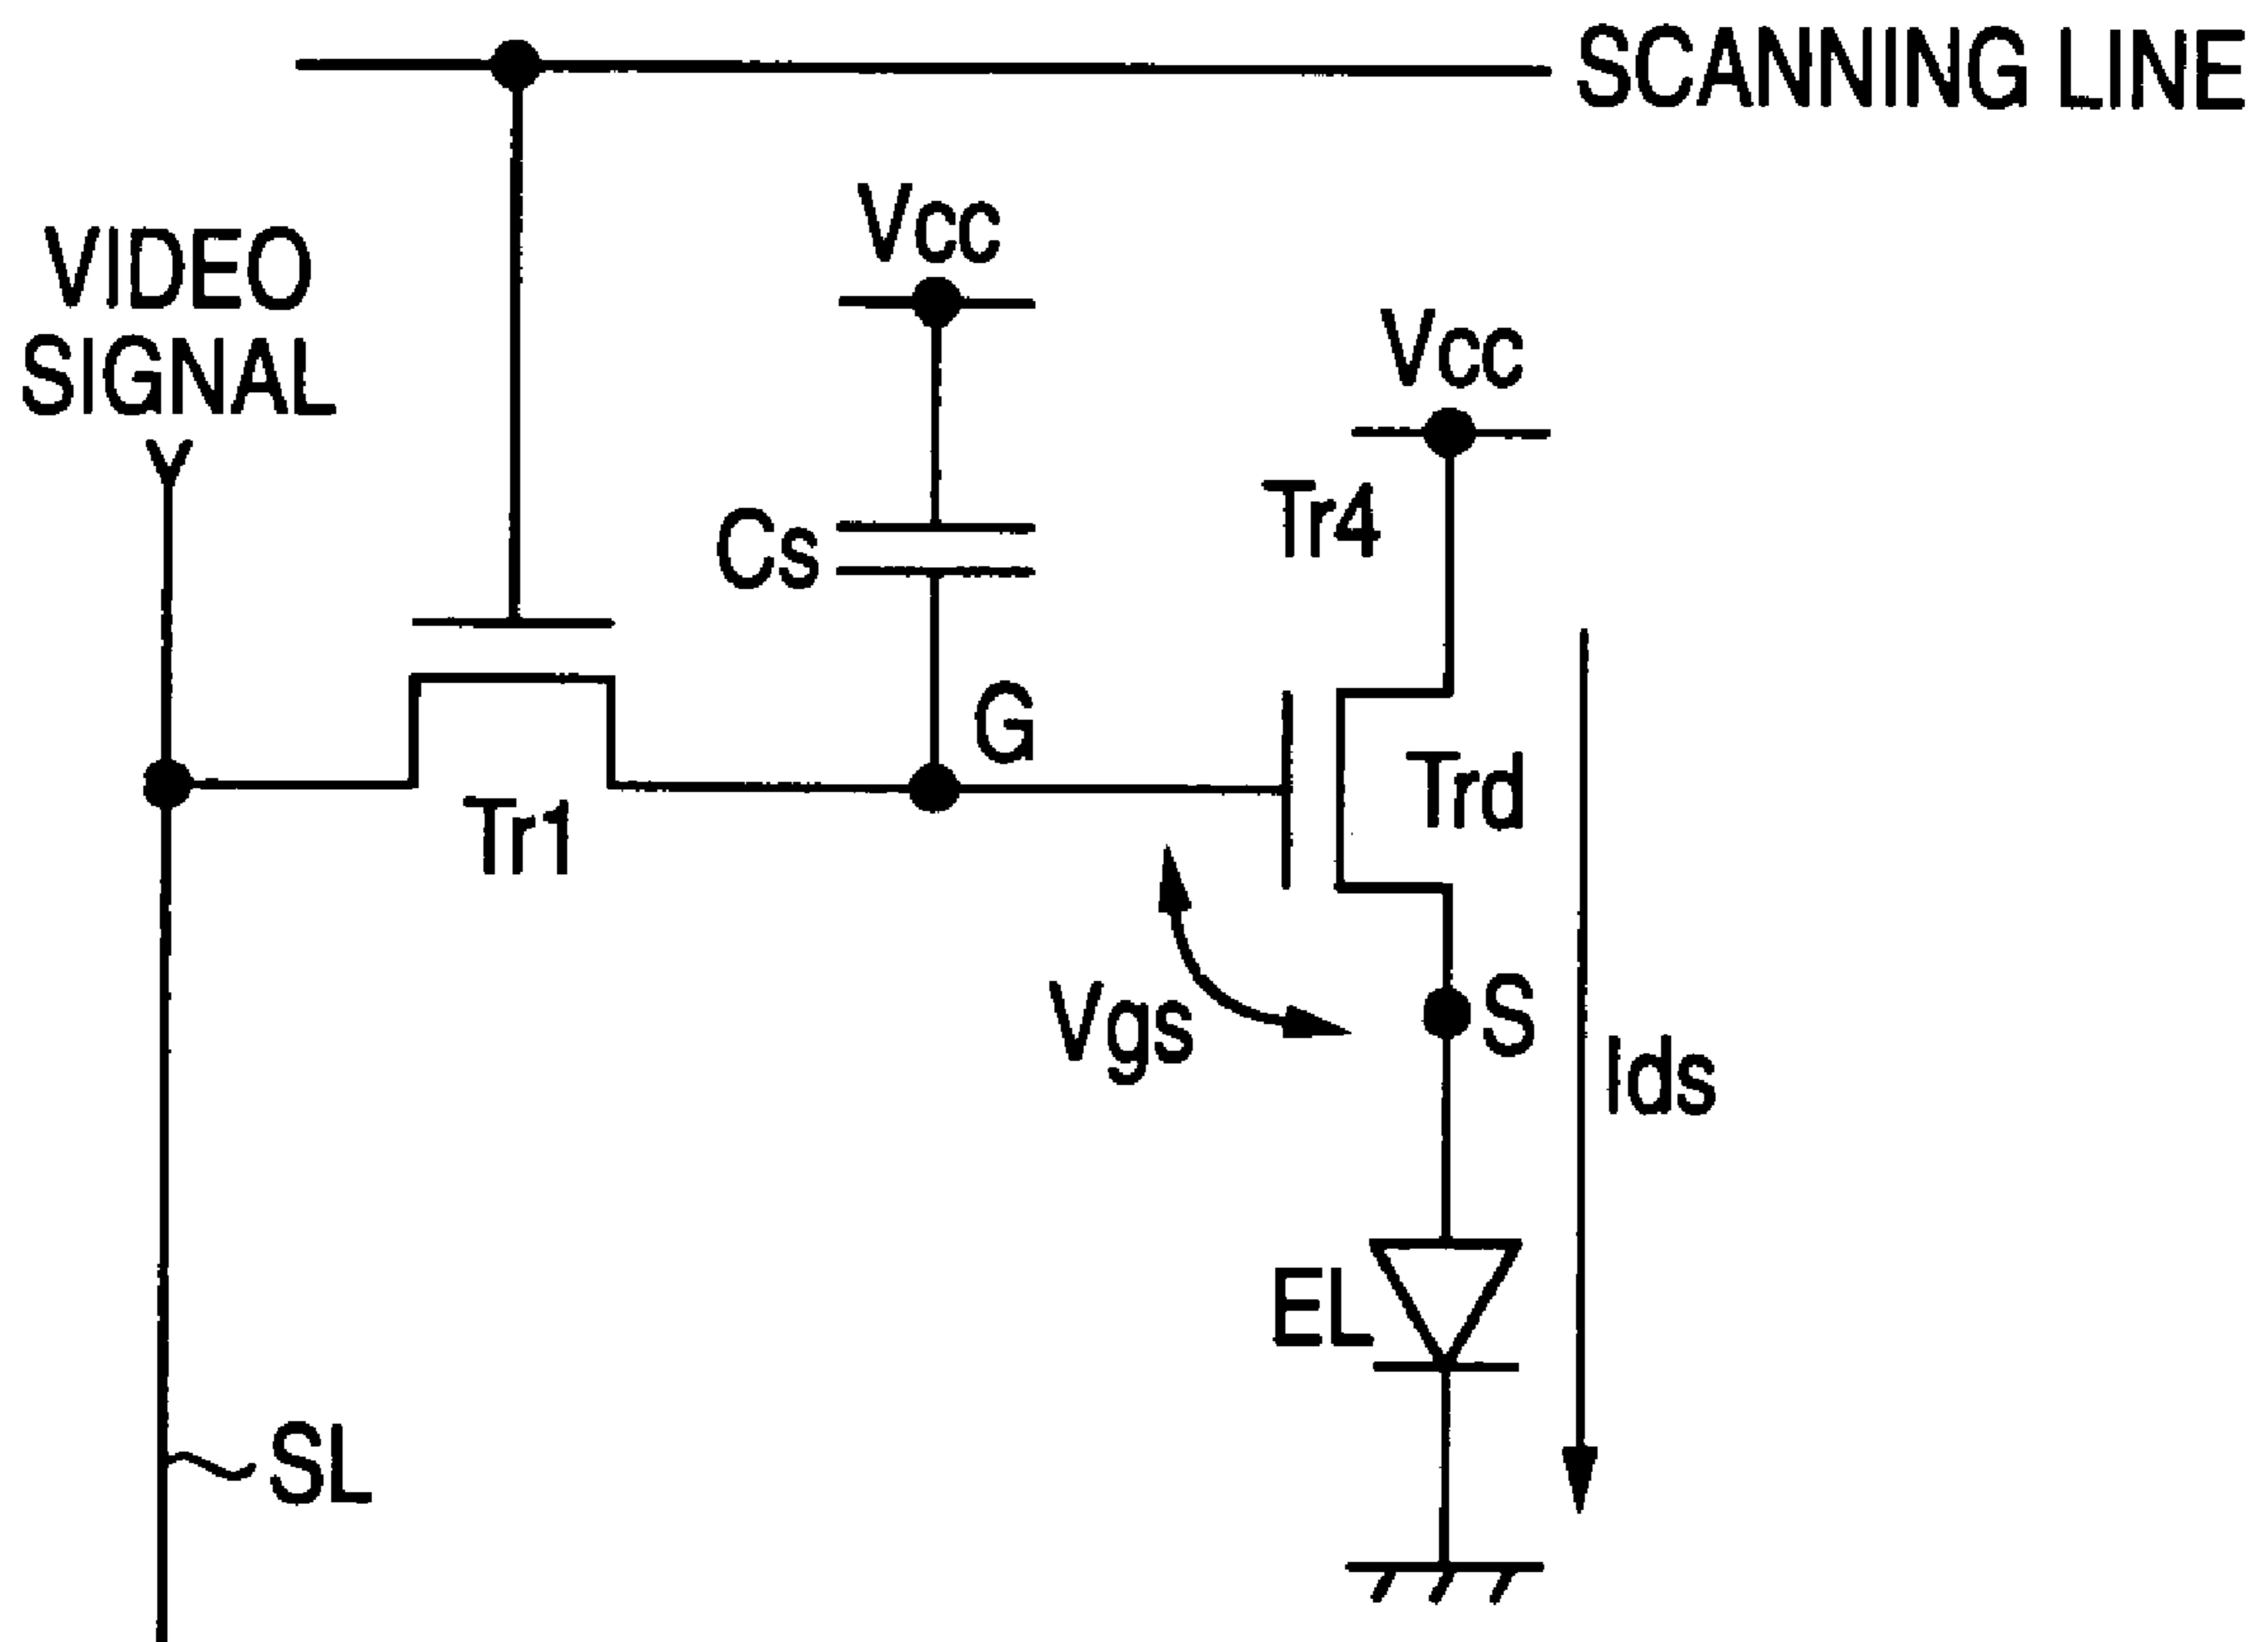 SCANNING LINE
VIDEO
SIGNAL
Vcc
Vcc
Tr4
Cs
G
Trd
Tr1
Vgs
S
Ids
EL
SL